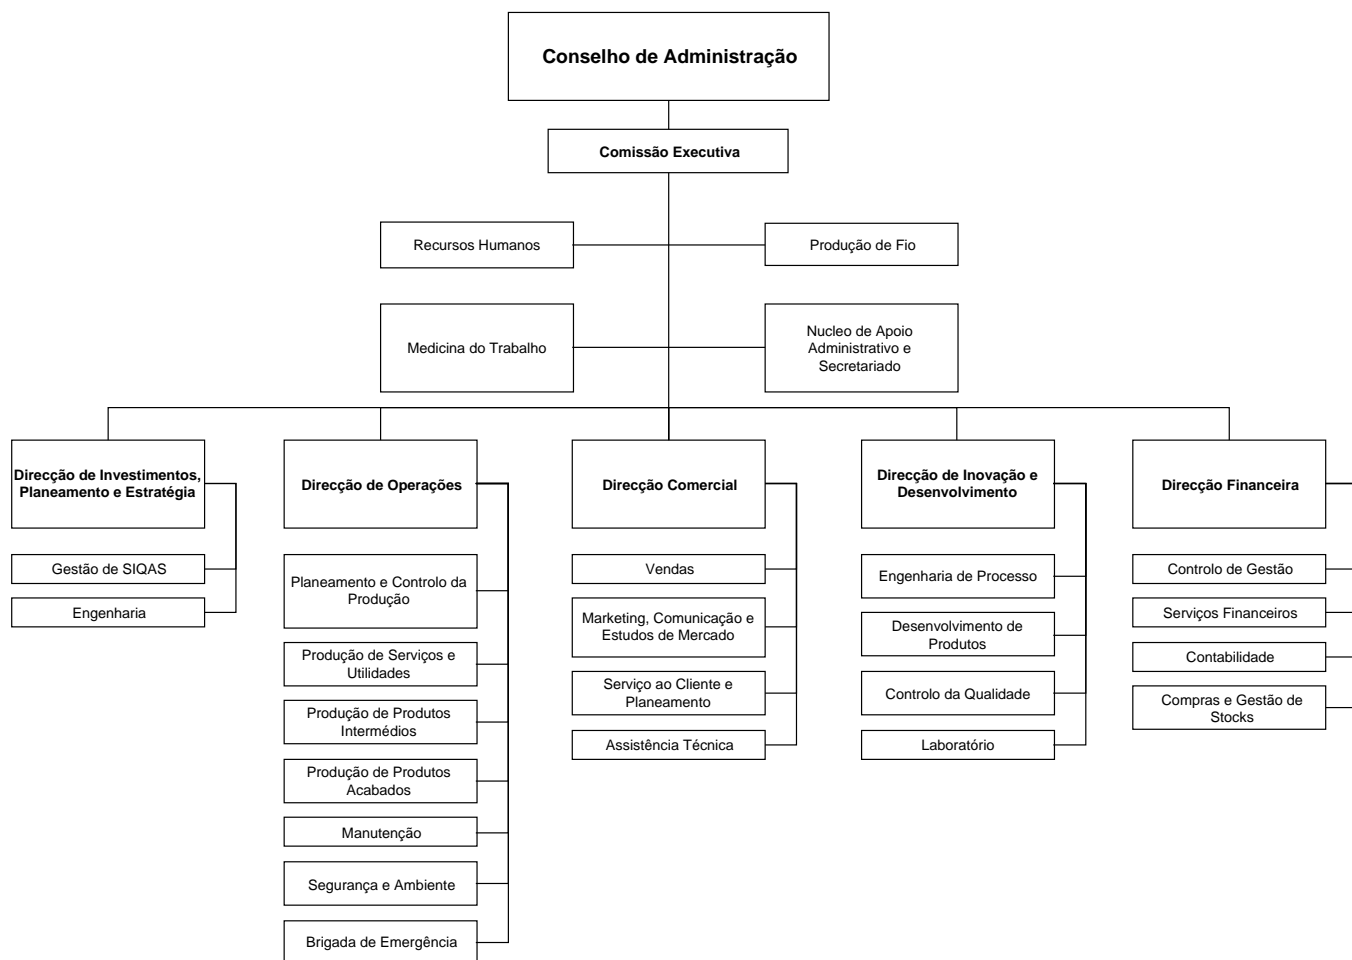 Conselho de Administração
Comissão Executiva
Recursos Humanos
Produção de Fio
Medicina do Trabalho
Nucleo de Apoio
Administrativo e
Secretariado
Direcção de Investimentos,
Planeamento e Estratégia
Direcção de Operações
Direcção Comercial
Direcção de Inovação e
Desenvolvimento
Direcção Financeira
Gestão de SIQAS
Engenharia
Planeamento e Controlo da
Produção
Produção de Serviços e
Utilidades
Produção de Produtos
Intermédios
Produção de Produtos
Acabados
Manutenção
Segurança e Ambiente
Brigada de Emergência
Vendas
Marketing, Comunicação e
Estudos de Mercado
Serviço ao Cliente e
Planeamento
Assistência Técnica
Engenharia de Processo
Desenvolvimento de
Produtos
Controlo da Qualidade
Laboratório
Controlo de Gestão
Serviços Financeiros
Contabilidade
Compras e Gestão de
Stocks